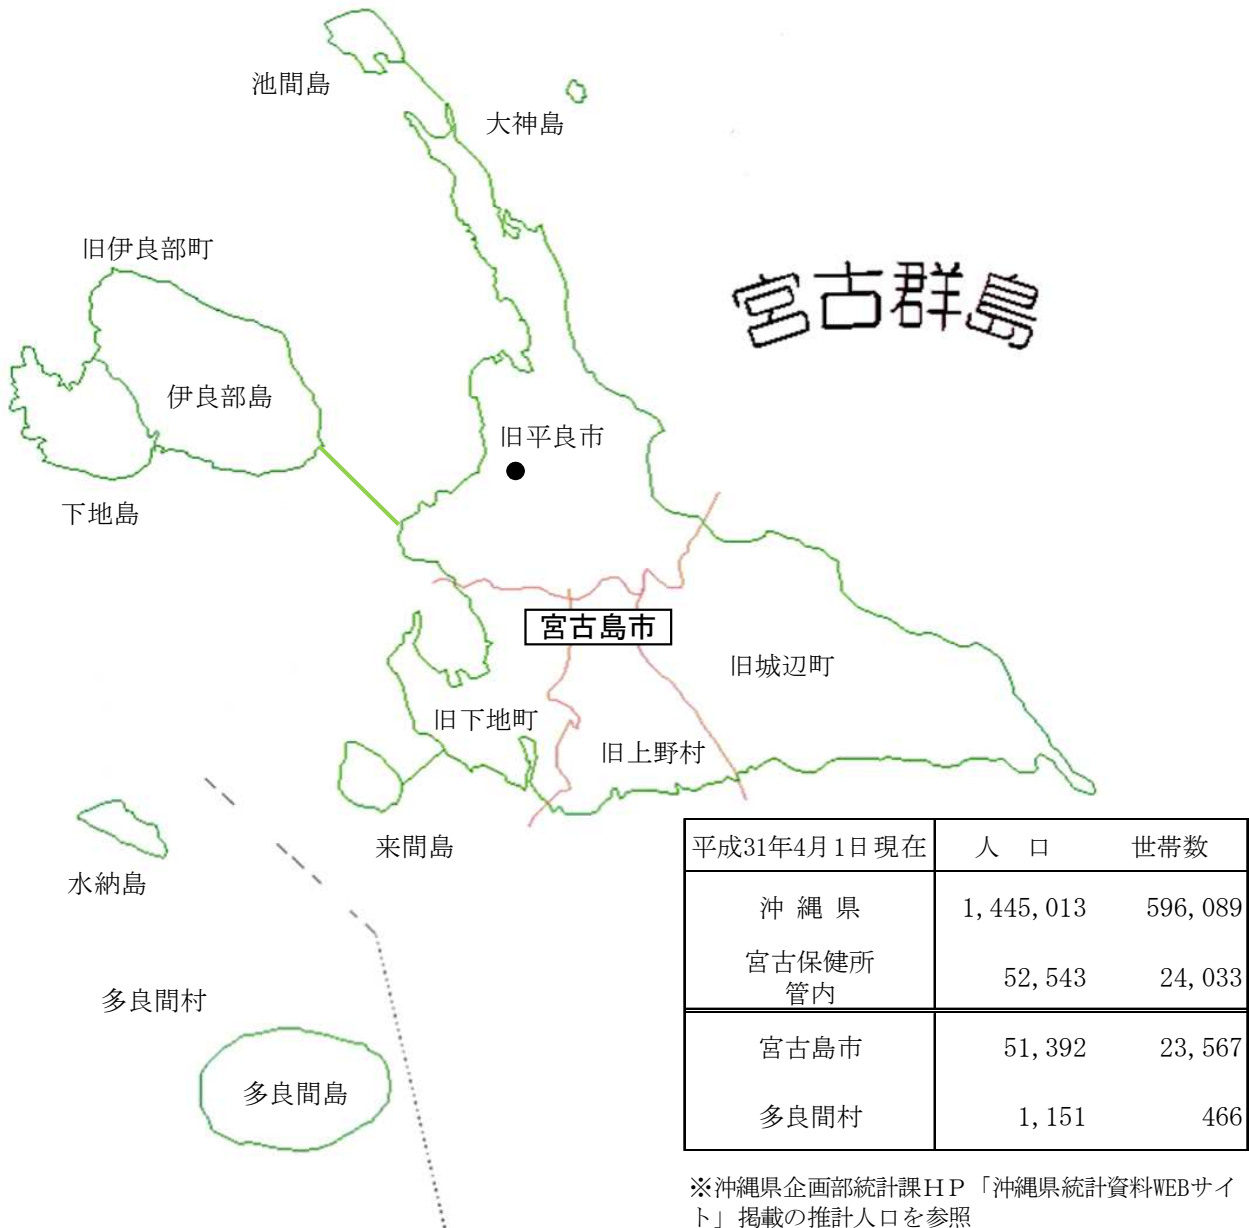 池間島
大神島
旧伊良部町
宮古群島
伊良部島
旧平良市
下地島
宮古島市
旧城辺町
旧下地町
旧上野村
来間島
水納島
多良間村
多良間島
平成31年4月1日現在 人 口 世帯数
沖 縄 県 1,445,013 596,089
宮古保健所
管内 52,543 24,033
宮古島市 51,392 23,567
多良間村 1,151 466
※沖縄県企画部統計課HP「沖縄県統計資料WEBサイ
ト」掲載の推計人口を参照